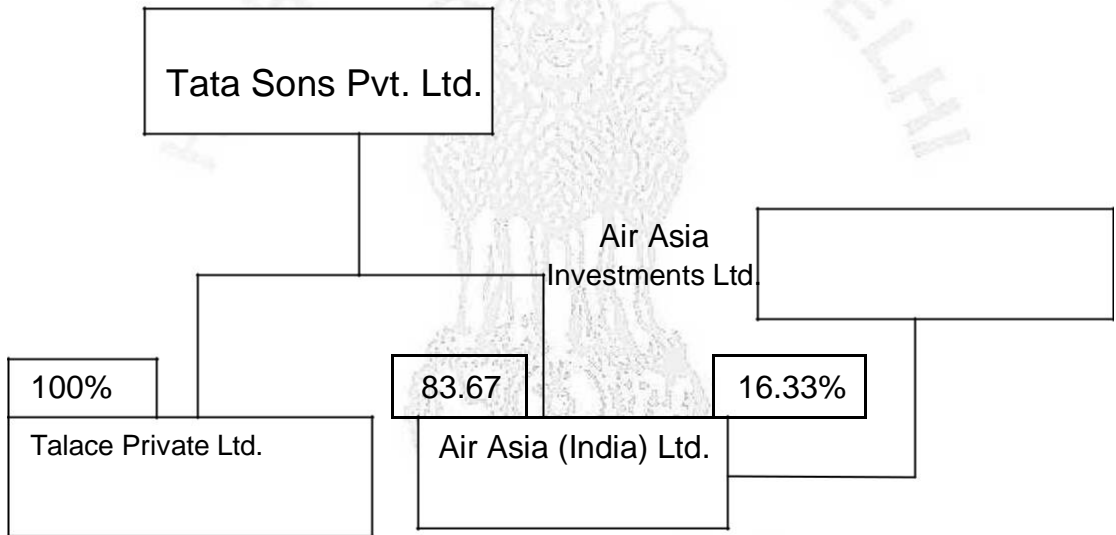 Tata Sons Pvt. Ltd.
Air Asia
Investments Ltd.
100%
83.67
16.33%
Talace Private Ltd.
Air Asia (India) Ltd.